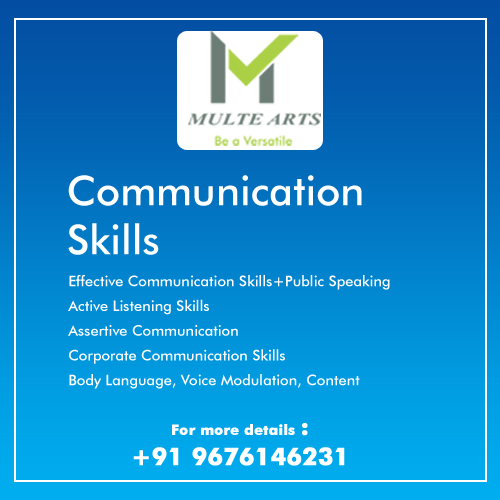 MULTE ARTS
Be a Versatile
Communication
Skills
Effective Communication Skills+Public Speaking
Active Listening Skills
Assertive Communication
Corporate Communication Skills
Body Language, Voice Modulation, Content
For more details :
+91 9676146231